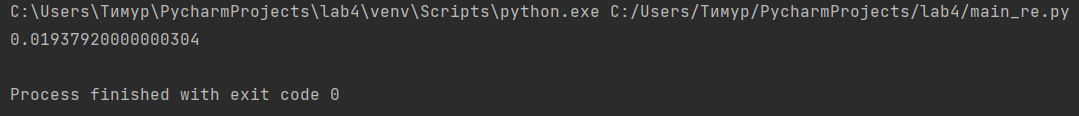 C:\Users\Тимур\PycharmProjects\lab4\venv\Scripts\python.exe C:/Users/Тимур/PycharmProjects/lab4/main_re.py
0.01937920000000304
Process finished with exit code 0